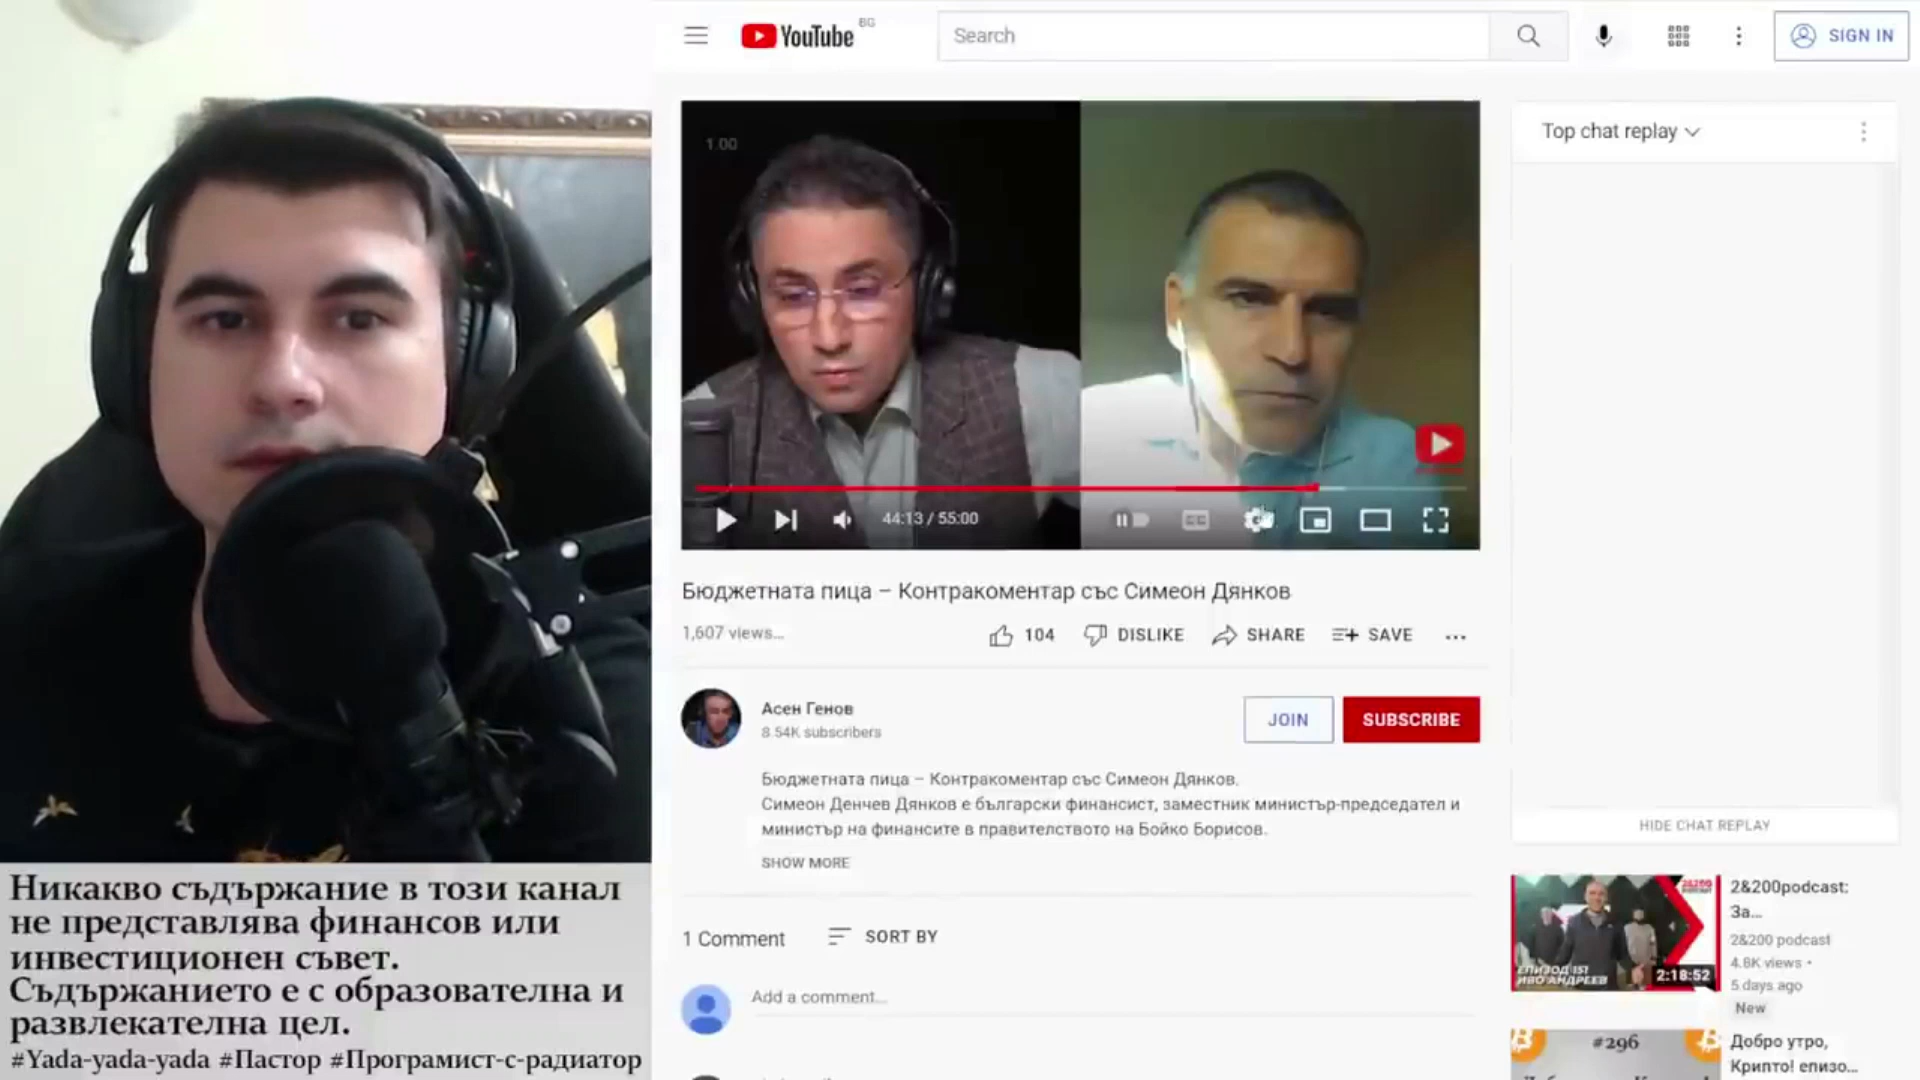 BG
YouTube
Search
SIGN IN
Top chat replay
1.00
44:13 / 55:00
CC
Бюджетната пица – Контракоментар със Симеон Дянков
1,607 views...
104
DISLIKE
SHARE
SAVE
Асен Генов
8.54K subscribers
JOIN
SUBSCRIBE
Бюджетната пица – Контракоментар със Симеон Дянков.
Симеон Денчев Дянков е български финансист, заместник министър-председател и
министър на финансите в правителството на Бойко Борисов.
SHOW MORE
HIDE CHAT REPLAY
1 Comment
SORT BY
Add a comment...
2&200podcast:
За...
2&200 podcast
4.8K views •
5 days ago
New
ЕПИЗОД 151
ИВО АНДРЕЕВ
2:18:52
#296
Добро утро,
Крипто! епизо...
Никакво съдържание в този канал
не представлява финансов или
инвестиционен съвет.
Съдържанието е с образователна и
развлекателна цел.
#Yada-yada-yada #Пастор #Програмист-с-радиатор